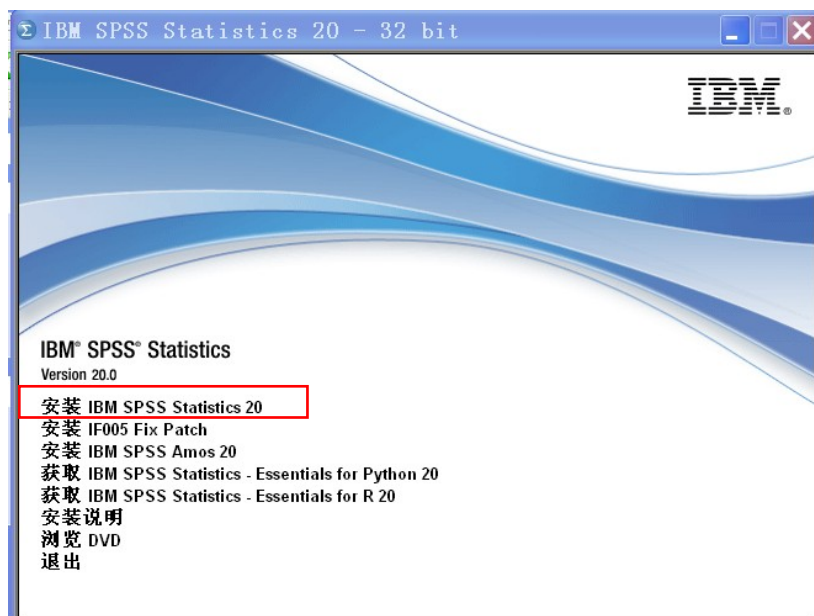 IBM SPSS Statistics 20 - 32 bit
IBM®
IBM® SPSS® Statistics
Version 20.0
安装 IBM SPSS Statistics 20
安装 IF005 Fix Patch
安装 IBM SPSS Amos 20
获取 IBM SPSS Statistics - Essentials for Python 20
获取 IBM SPSS Statistics - Essentials for R 20
安装说明
浏览 DVD
退出